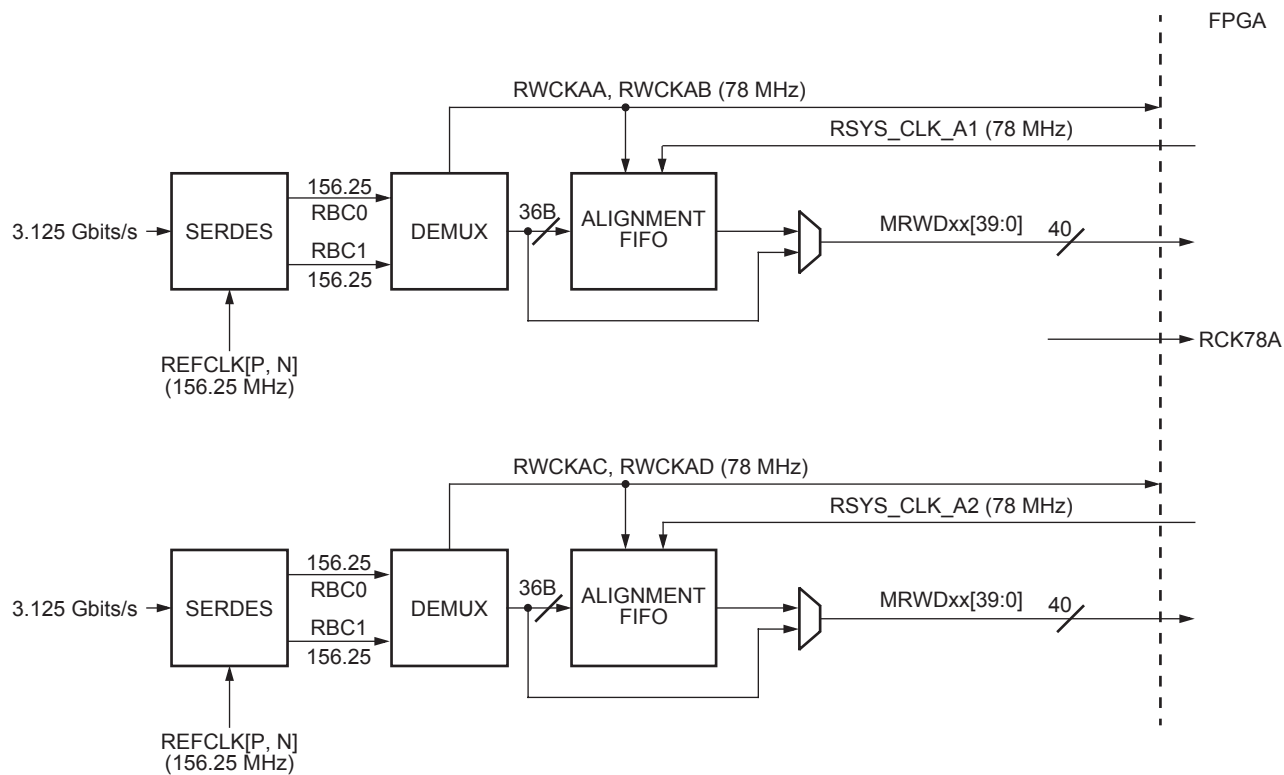 FPGA
RWCKAA, RWCKAB (78 MHz)
RSYS_CLK_A1 (78 MHz)
3.125 Gbits/s
SERDES
156.25
RBC0
RBC1
156.25
DEMUX
36B
ALIGNMENT
FIFO
MRWDxx[39:0]
40
REFCLK[P, N]
(156.25 MHz)
RCK78A
RWCKAC, RWCKAD (78 MHz)
RSYS_CLK_A2 (78 MHz)
3.125 Gbits/s
SERDES
156.25
RBC0
RBC1
156.25
DEMUX
36B
ALIGNMENT
FIFO
MRWDxx[39:0]
40
REFCLK[P, N]
(156.25 MHz)